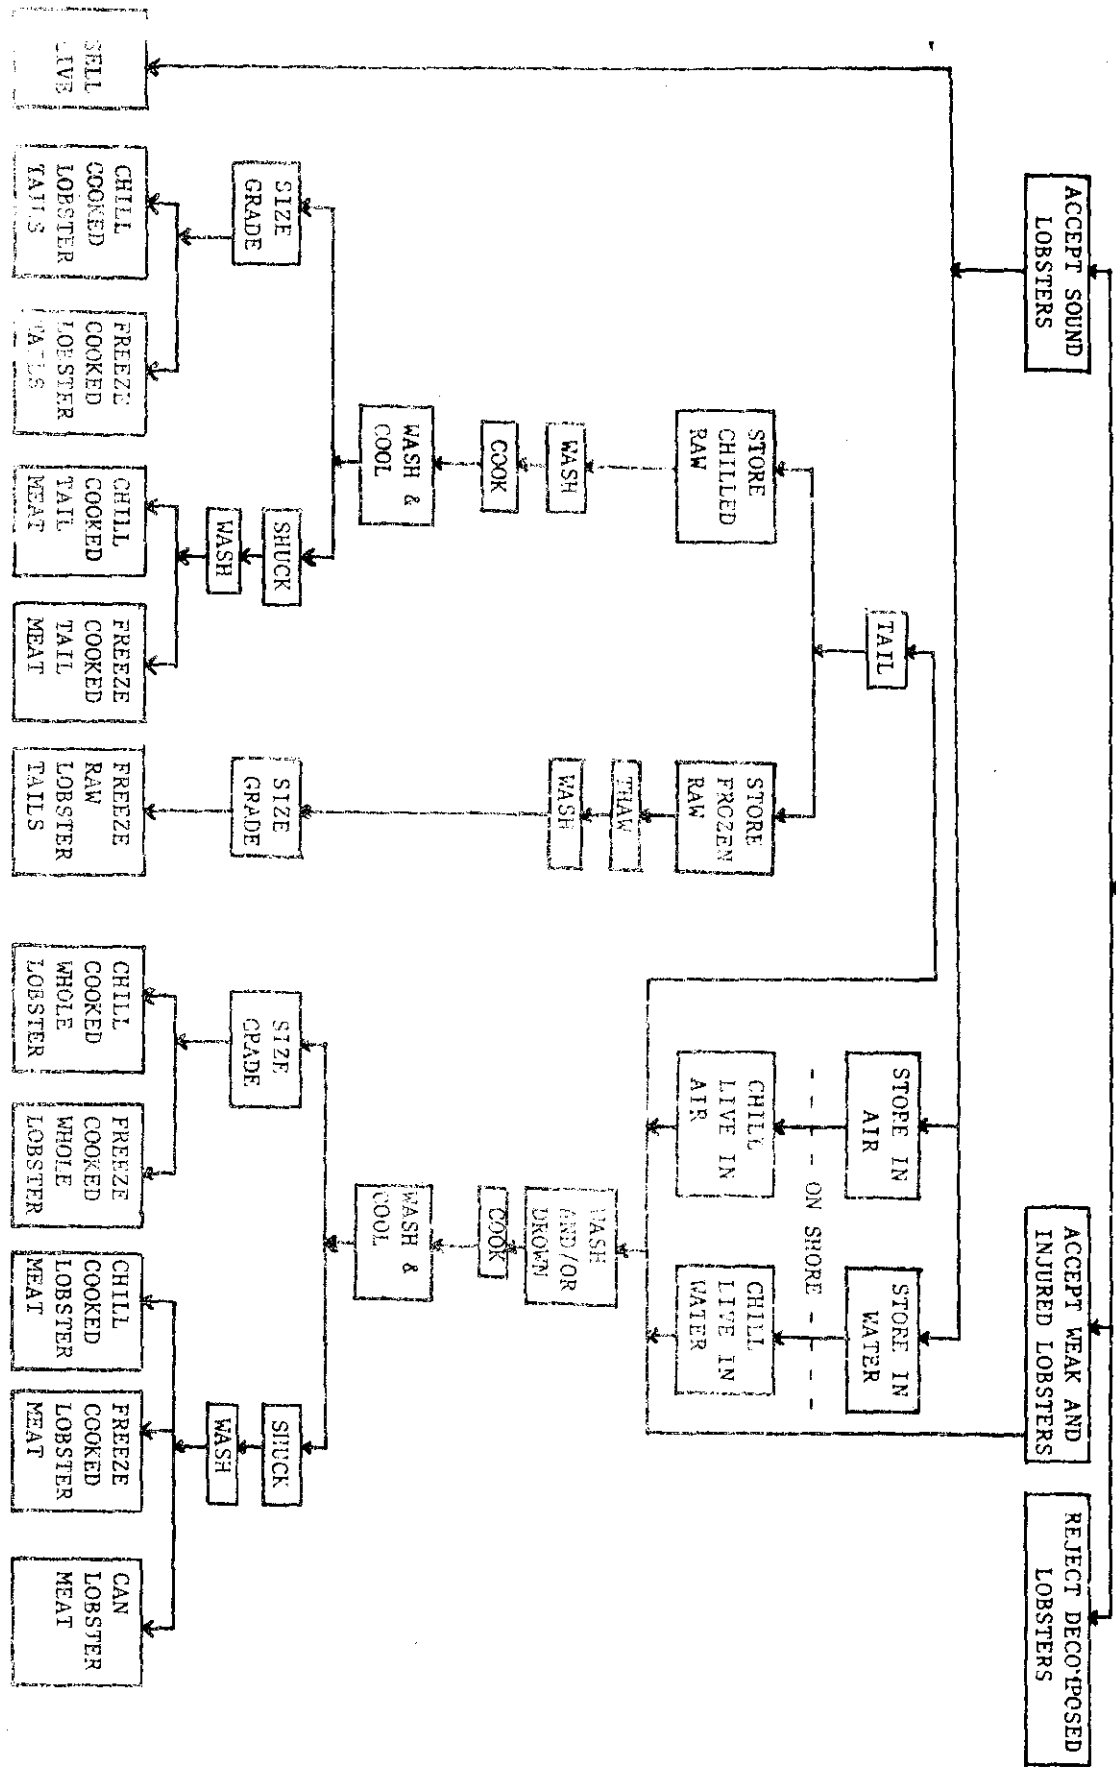 ACCEPT SOUND
LOBSTERS
ACCEPT WEAK AND
INJURED LOBSTERS
REJECT DECOMPOSED
LOBSTERS
STORE IN
AIR
STORE IN
WATER
TAIL
- - - - ON SHORE - - - -
STORE
CHILLED
RAW
STORE
FROZEN
RAW
CHILL
LIVE IN
AIR
CHILL
LIVE IN
WATER
THAW
WASH
WASH
WASH
AND/OR
DROWN
COOK
COOK
WASH &
COOL
WASH &
COOL
SIZE
GRADE
SHUCK
SIZE
GRADE
SIZE
GRADE
SHUCK
WASH
WASH
SELL
LIVE
CHILL
COOKED
LOBSTER
TAILS
FREEZE
COOKED
LOBSTER
TAILS
CHILL
COOKED
TAIL
MEAT
FREEZE
COOKED
TAIL
MEAT
FREEZE
RAW
LOBSTER
TAILS
CHILL
COOKED
WHOLE
LOBSTER
FREEZE
COOKED
WHOLE
LOBSTER
CHILL
COOKED
LOBSTER
MEAT
FREEZE
COOKED
LOBSTER
MEAT
CAN
LOBSTER
MEAT